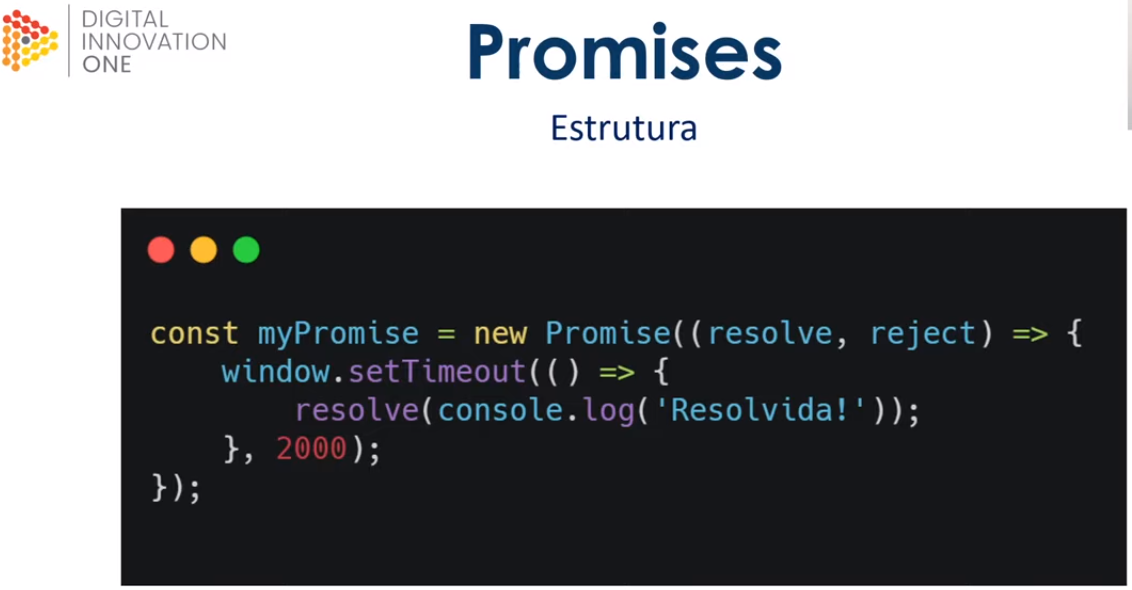 DIGITAL
INNOVATION
ONE
Promises
Estrutura
const myPromise = new Promise((resolve, reject) => {
    window.setTimeout(() => {
        resolve(console.log('Resolvida!'));
    }, 2000);
});